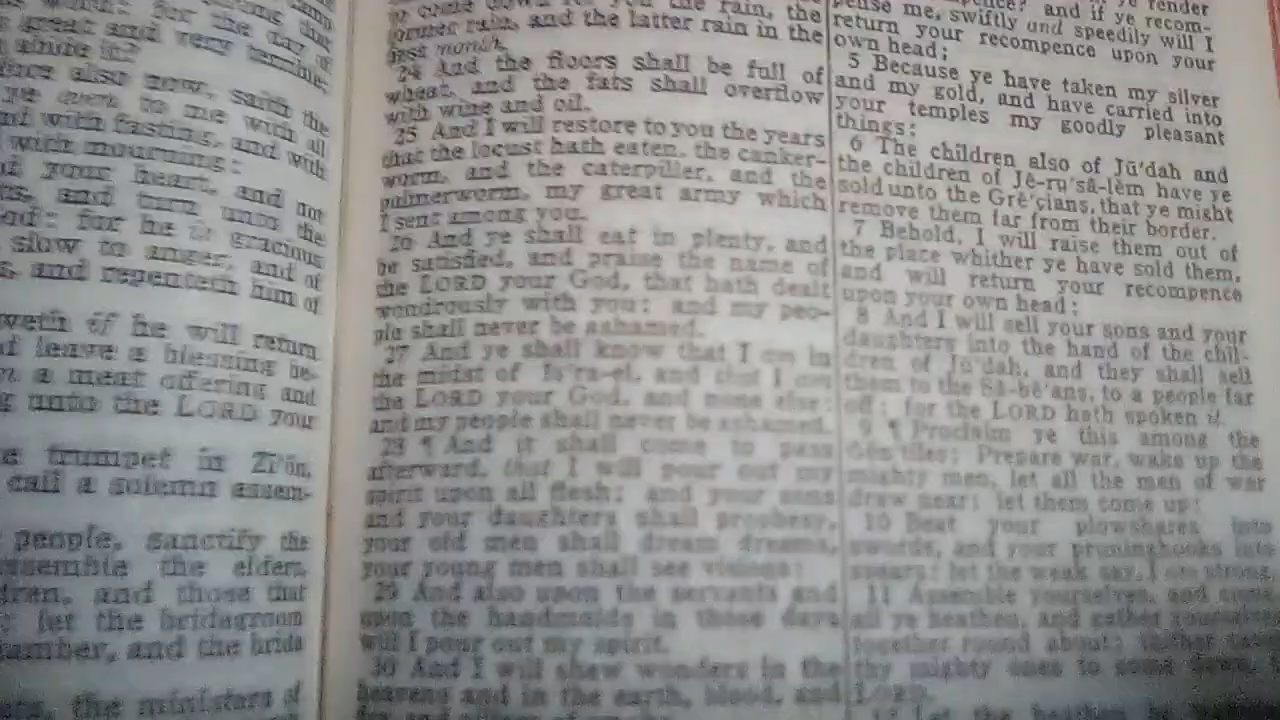 great and very terrible;
abide it?
also now, saith the
ye even to me with all
with fasting, and with
with mourning:
your heart, and not
and turn unto the
for he is gracious
slow to anger, and of
and repenteth him of
if he will return
leave a blessing be-
a meat offering and
unto the LORD your
trumpet in Zī'ŏn,
call a solemn assem-
people, sanctify the
assemble the elders,
and those that
let the bridegroom
and the bride
the ministers of
the rain, the
former rain, and the latter rain in the
first month.
24 And the floors shall be full of
wheat, and the fats shall overflow
with wine and oil.
25 And I will restore to you the years
that the locust hath eaten, the canker-
worm, and the caterpiller, and the
palmerworm, my great army which
I sent among you.
26 And ye shall eat in plenty, and
be satisfied, and praise the name of
the LORD your God, that hath dealt
wondrously with you: and my peo-
ple shall never be ashamed.
27 And ye shall know that I am in
the midst of Ĭs'ra-el, and that I am
the LORD your God, and none else:
and my people shall never be ashamed.
28 ¶ And it shall come to pass
afterward, that I will pour out my
spirit upon all flesh; and your sons
and your daughters shall prophesy,
your old men shall dream dreams,
your young men shall see visions:
29 And also upon the servants and
upon the handmaids in those days
will I pour out my spirit.
30 And I will shew wonders in the
heavens and in the earth, blood, and
render
and if ye recom-
pense me, swiftly and speedily will I
return your recompence upon your
own head;
5 Because ye have taken my silver
and my gold, and have carried into
your temples my goodly pleasant
things:
6 The children also of Jū'dah and
the children of Jê-ru̱'sā-lĕm have ye
sold unto the Grē'çians, that ye might
remove them far from their border.
7 Behold, I will raise them out of
the place whither ye have sold them,
and will return your recompence
upon your own head:
8 And I will sell your sons and your
daughters into the hand of the chil-
dren of Jū'dah, and they shall sell
them to the Sā-bē'ans, to a people far
off: for the LORD hath spoken it.
9 ¶ Proclaim ye this among the
Ġĕn'tiles; Prepare war, wake up the
mighty men, let all the men of war
draw near; let them come up:
10 Beat your plowshares into
swords, and your pruninghooks into
spears: let the weak say, I am strong.
11 Assemble yourselves, and come,
all ye heathen, and gather yourselves
together round about: thither cause
thy mighty ones to come down,
LORD.